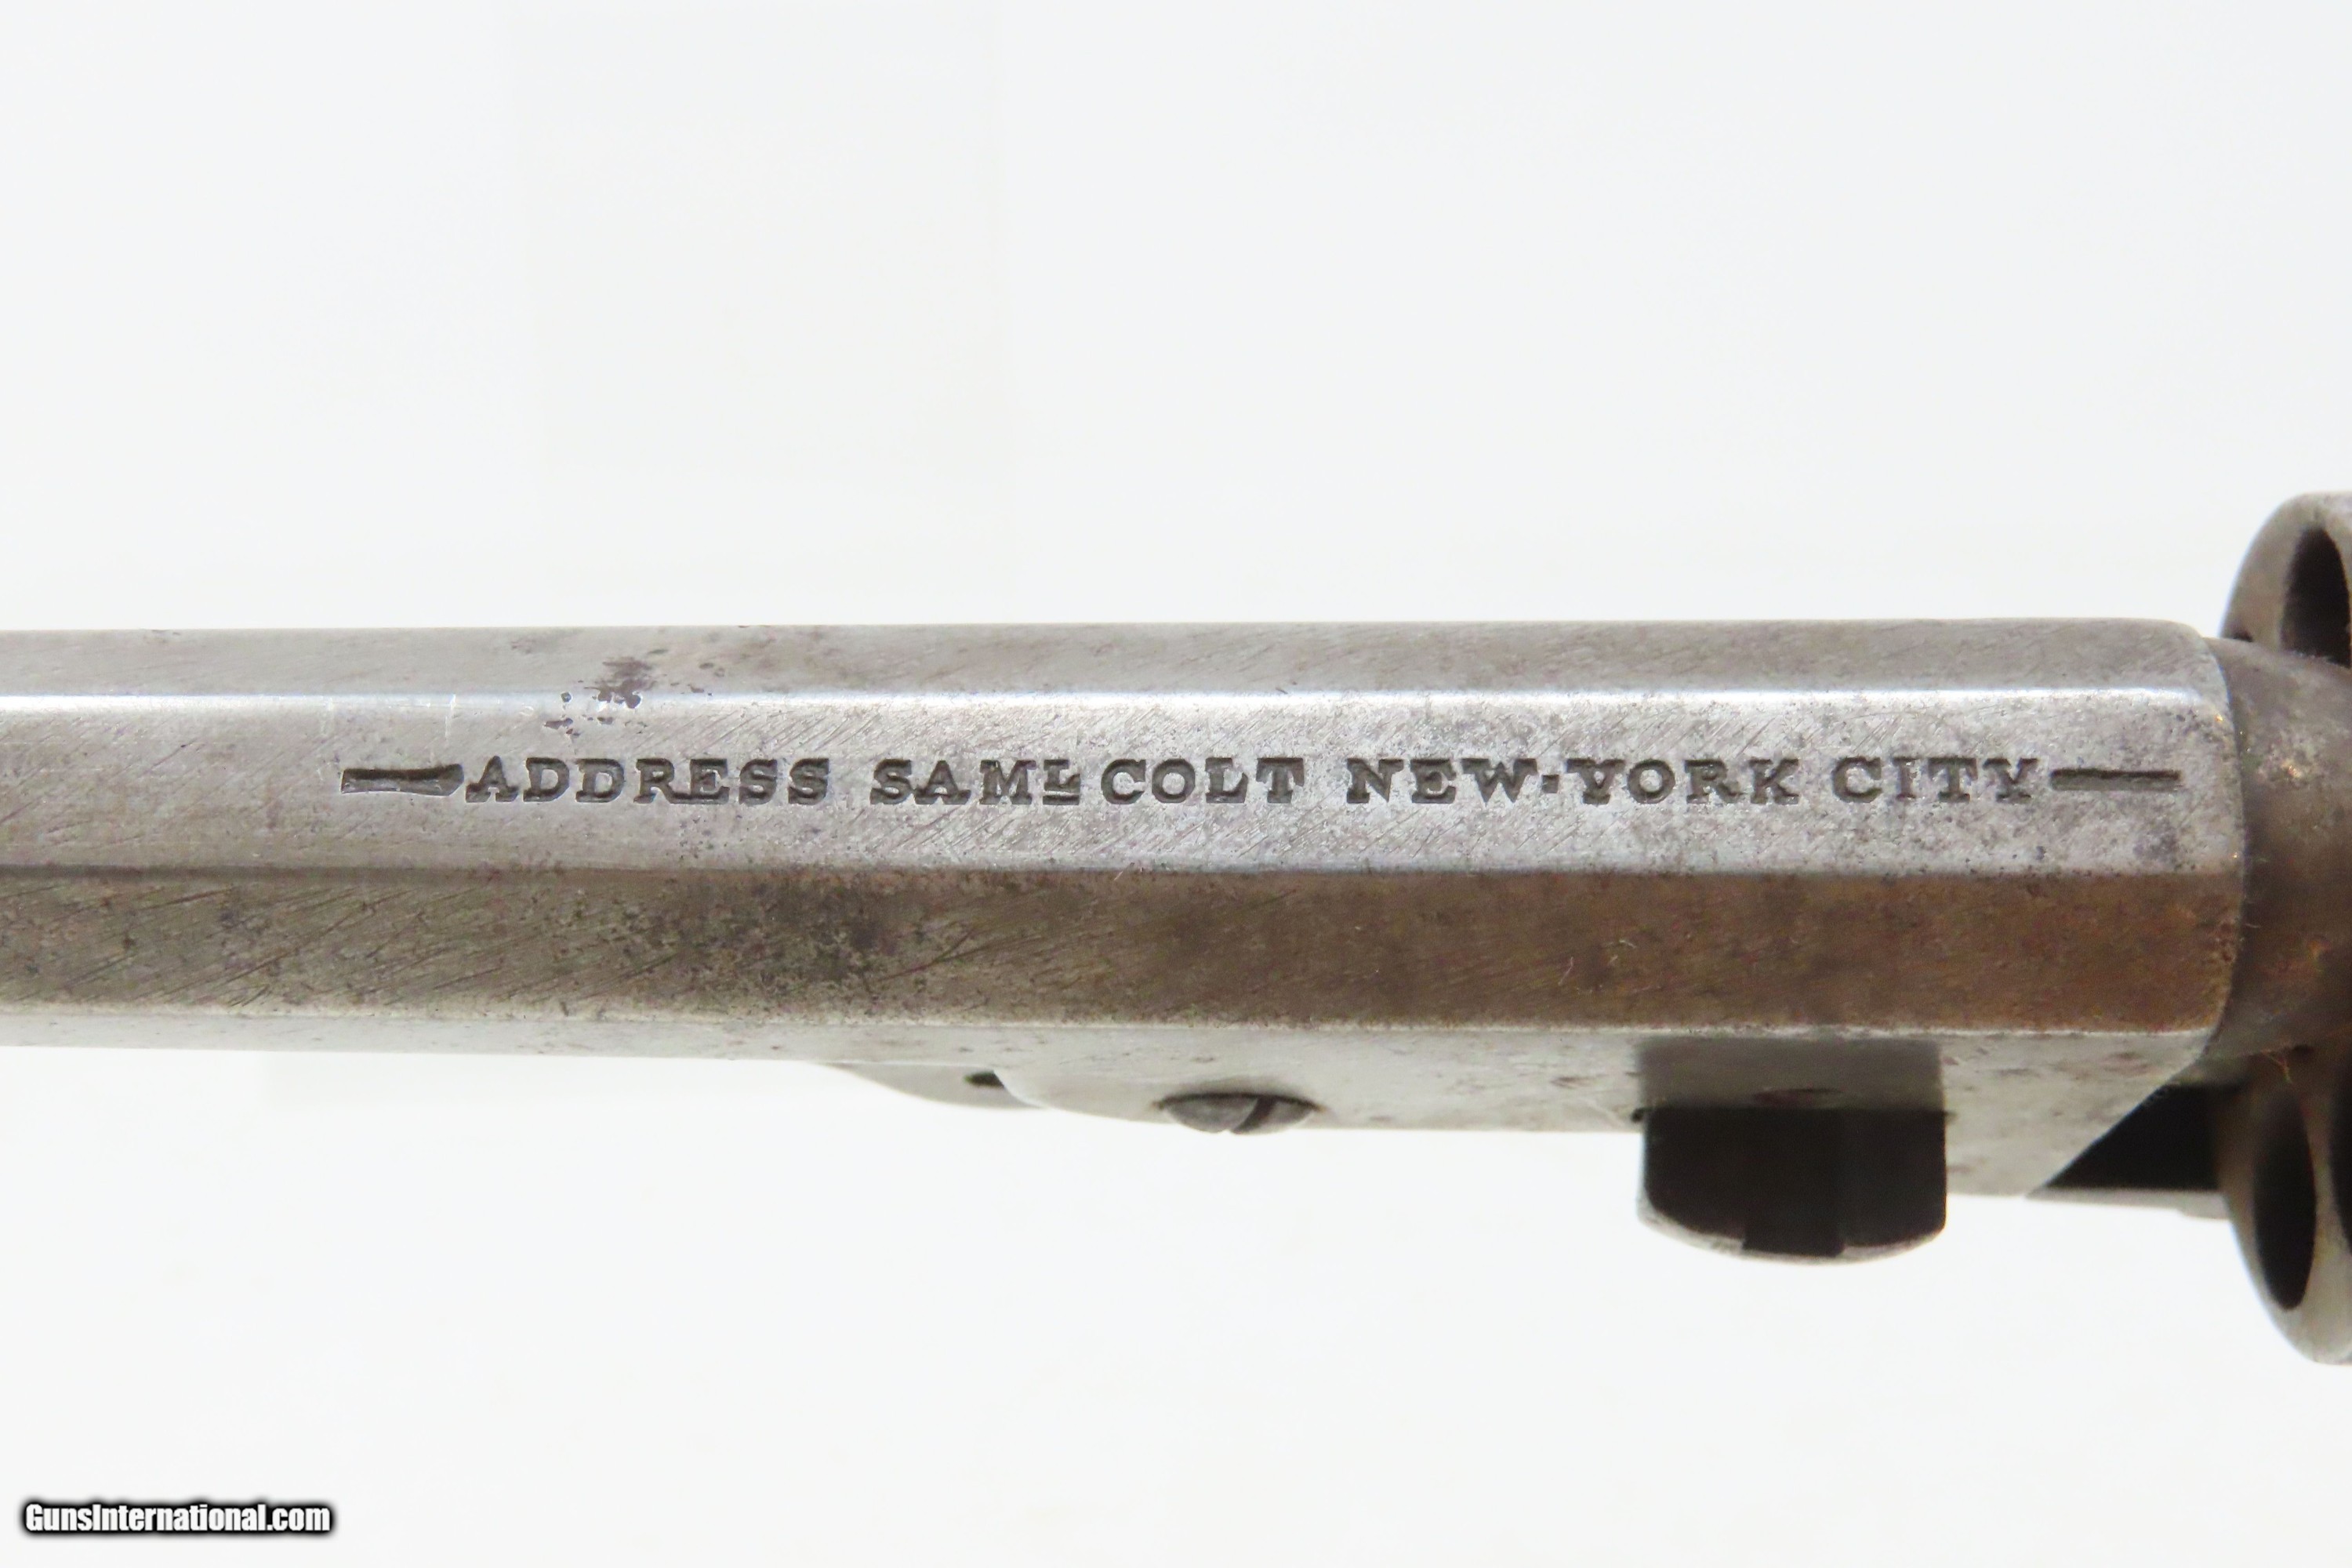 —ADDRESS SAMᴸ COLT NEW-YORK CITY—
GunsInternational.com